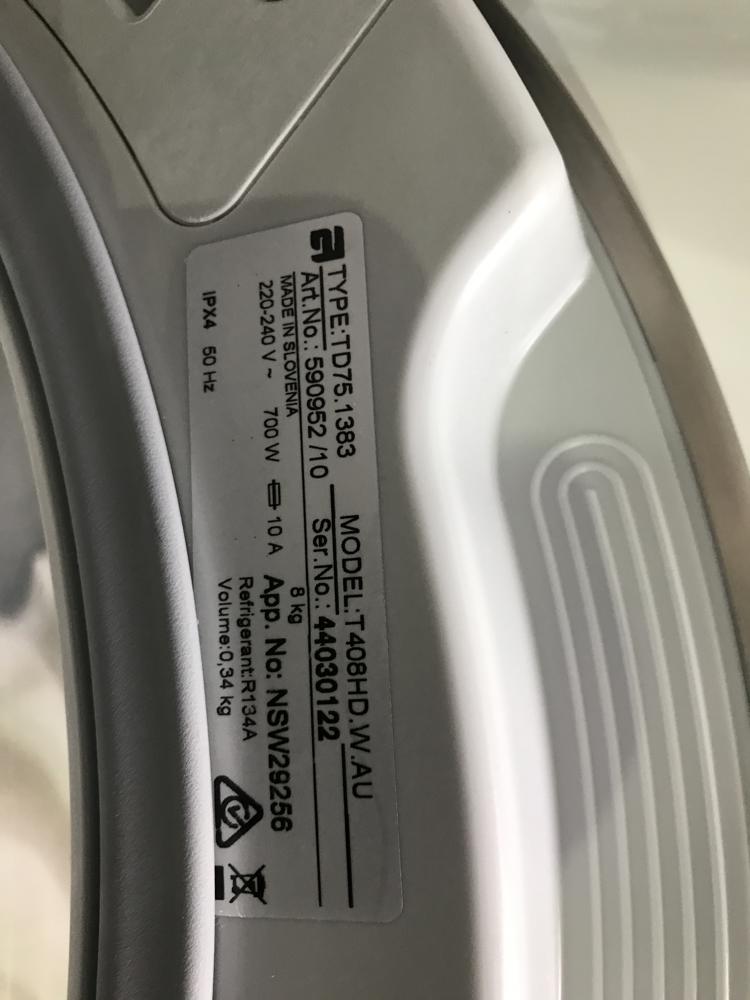 TYPE:TD75.1383 MODEL:T408HD.W.AU
Art.No.: 590952 /10 Ser.No.: 44030122
MADE IN SLOVENIA 8 kg
220-240 V ~ 700 W 10 A App. No: NSW29256
Refrigerant:R134A
IPX4 50 Hz Volume:0,34 kg